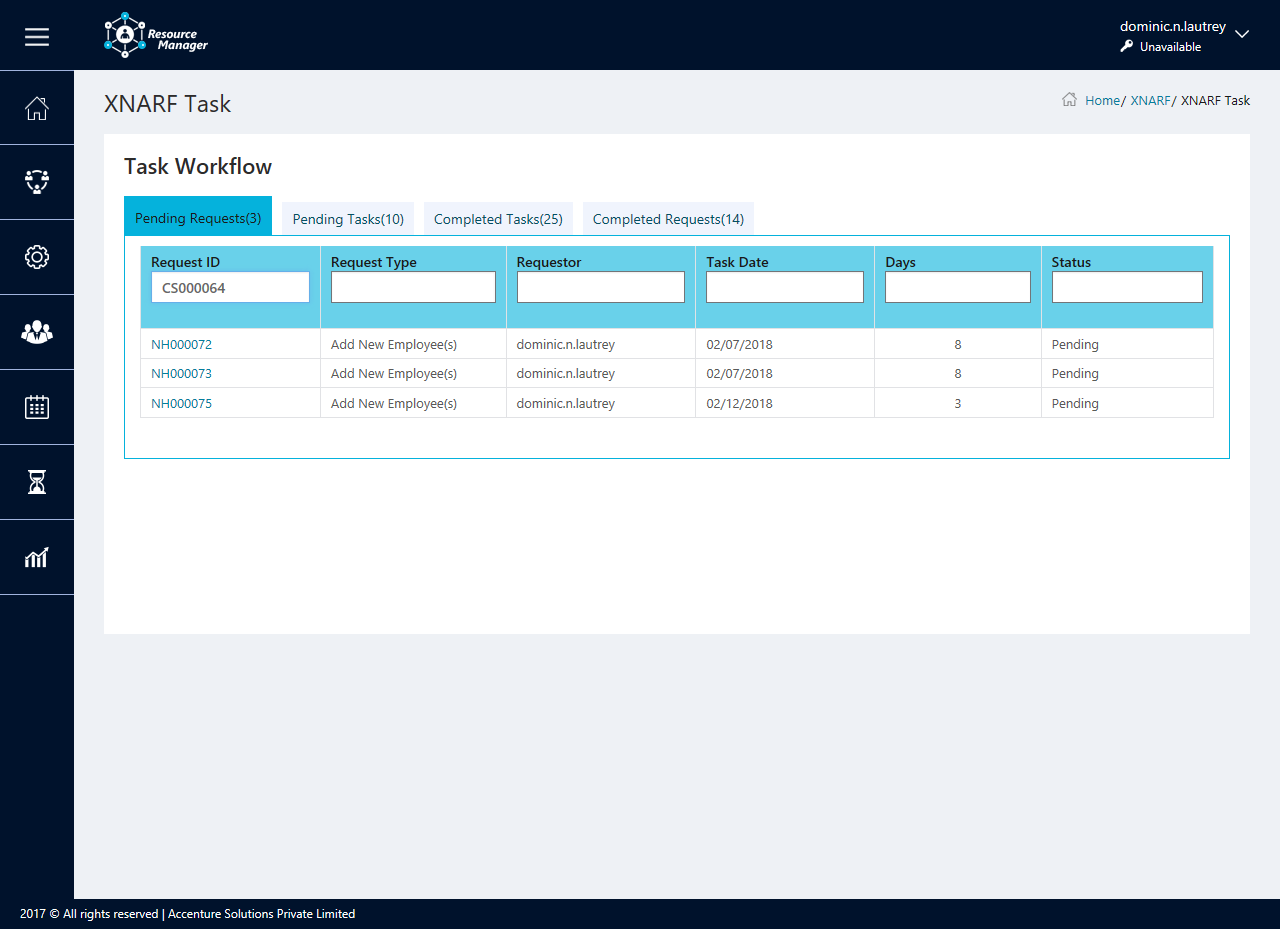 Resource
Manager
dominic.n.lautrey
Unavailable
XNARF Task
Home/ XNARF/ XNARF Task
Task Workflow
Pending Requests(3) Pending Tasks(10) Completed Tasks(25) Completed Requests(14)
Request ID Request Type Requestor Task Date Days Status
CS000064
NH000072 Add New Employee(s) dominic.n.lautrey 02/07/2018 8 Pending
NH000073 Add New Employee(s) dominic.n.lautrey 02/07/2018 8 Pending
NH000075 Add New Employee(s) dominic.n.lautrey 02/12/2018 3 Pending
2017 © All rights reserved | Accenture Solutions Private Limited